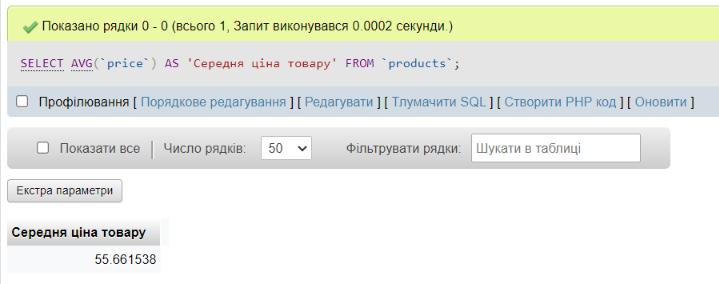 Показано рядки 0 - 0 (всього 1, Запит виконувався 0.0002 секунди.)
SELECT AVG(`price`) AS 'Середня ціна товару' FROM `products`;
Профілювання [ Порядкове редагування ] [ Редагувати ] [ Тлумачити SQL ] [ Створити PHP код ] [ Оновити ]
Показати все | Число рядків: 50 Фільтрувати рядки: Шукати в таблиці
Екстра параметри
Середня ціна товару
55.661538